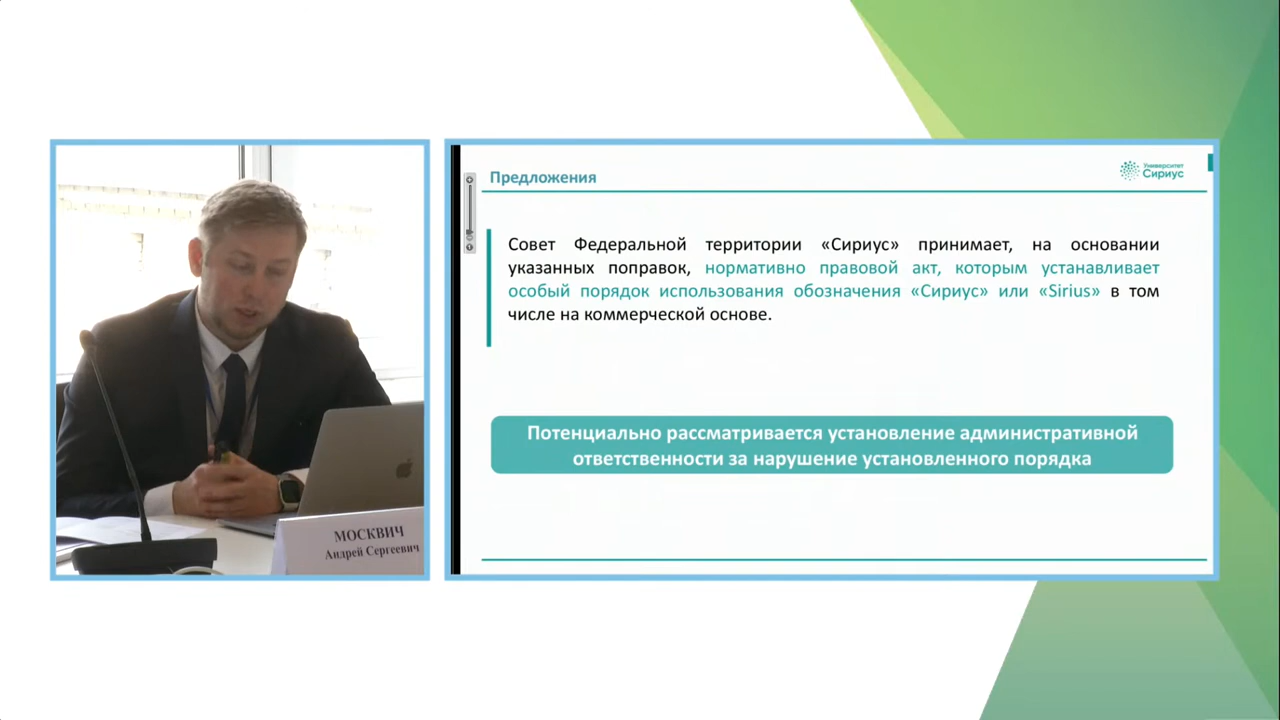 Предложения
Университет
Сириус
Совет Федеральной территории «Сириус» принимает, на основании
указанных поправок, нормативно правовой акт, которым устанавливает
особый порядок использования обозначения «Сириус» или «Sirius» в том
числе на коммерческой основе.
Потенциально рассматривается установление административной
ответственности за нарушение установленного порядка
МОСКВИЧ
Андрей Сергеевич